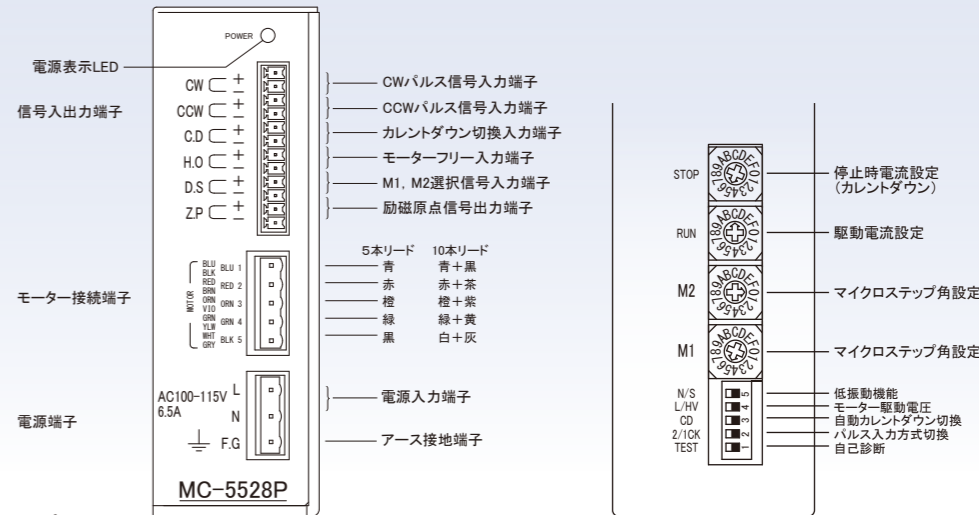 POWER
電源表示LED
信号入出力端子
CW + − CWパルス信号入力端子
CCW + − CCWパルス信号入力端子
C.D + − カレントダウン切換入力端子
H.O + − モーターフリー入力端子
D.S + − M1, M2選択信号入力端子
Z.P + − 励磁原点信号出力端子
5本リード 10本リード
モーター接続端子
MOTOR
BLU
BLK BLU 1 青 青+黒
RED
BRN RED 2 赤 赤+茶
ORN
VIO ORN 3 橙 橙+紫
GRN
YLW GRN 4 緑 緑+黄
WHT
GRY BLK 5 黒 白+灰
電源端子
AC100-115V L
6.5A N
F.G
電源入力端子
アース接地端子
MC-5528P
STOP 0123456789ABCDEF 停止時電流設定
(カレントダウン)
RUN 0123456789ABCDEF 駆動電流設定
M2 0123456789ABCDEF マイクロステップ角設定
M1 0123456789ABCDEF マイクロステップ角設定
N/S 5 低振動機能
L/HV 4 モーター駆動電圧
CD 3 自動カレントダウン切換
2/1CK 2 パルス入力方式切換
TEST 1 自己診断